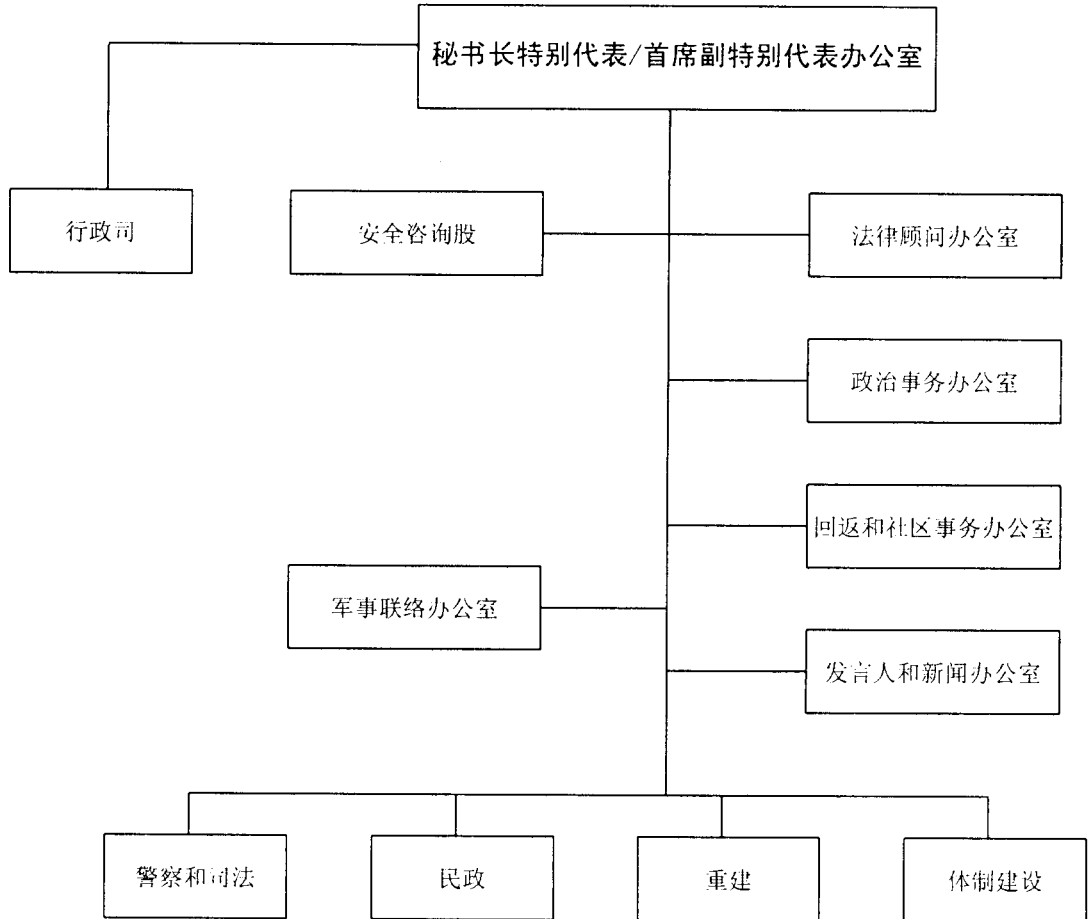 秘书长特别代表/首席副特别代表办公室
行政司
安全咨询股
法律顾问办公室
政治事务办公室
回返和社区事务办公室
军事联络办公室
发言人和新闻办公室
警察和司法
民政
重建
体制建设